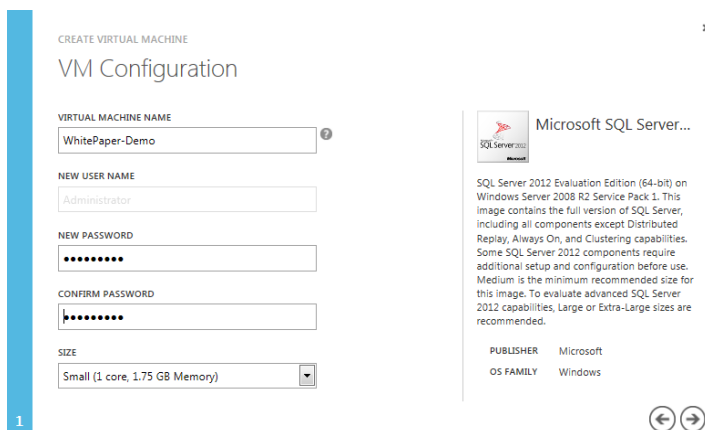 CREATE VIRTUAL MACHINE
VM Configuration
VIRTUAL MACHINE NAME
WhitePaper-Demo
?
NEW USER NAME
Administrator
NEW PASSWORD
•••••••••
CONFIRM PASSWORD
•••••••••
SIZE
Small (1 core, 1.75 GB Memory)
1
SQLServer2012
Microsoft
Microsoft SQL Server...
SQL Server 2012 Evaluation Edition (64-bit) on
Windows Server 2008 R2 Service Pack 1. This
image contains the full version of SQL Server,
including all components except Distributed
Replay, Always On, and Clustering capabilities.
Some SQL Server 2012 components require
additional setup and configuration before use.
Medium is the minimum recommended size for
this image. To evaluate advanced SQL Server
2012 capabilities, Large or Extra-Large sizes are
recommended.
PUBLISHER Microsoft
OS FAMILY Windows